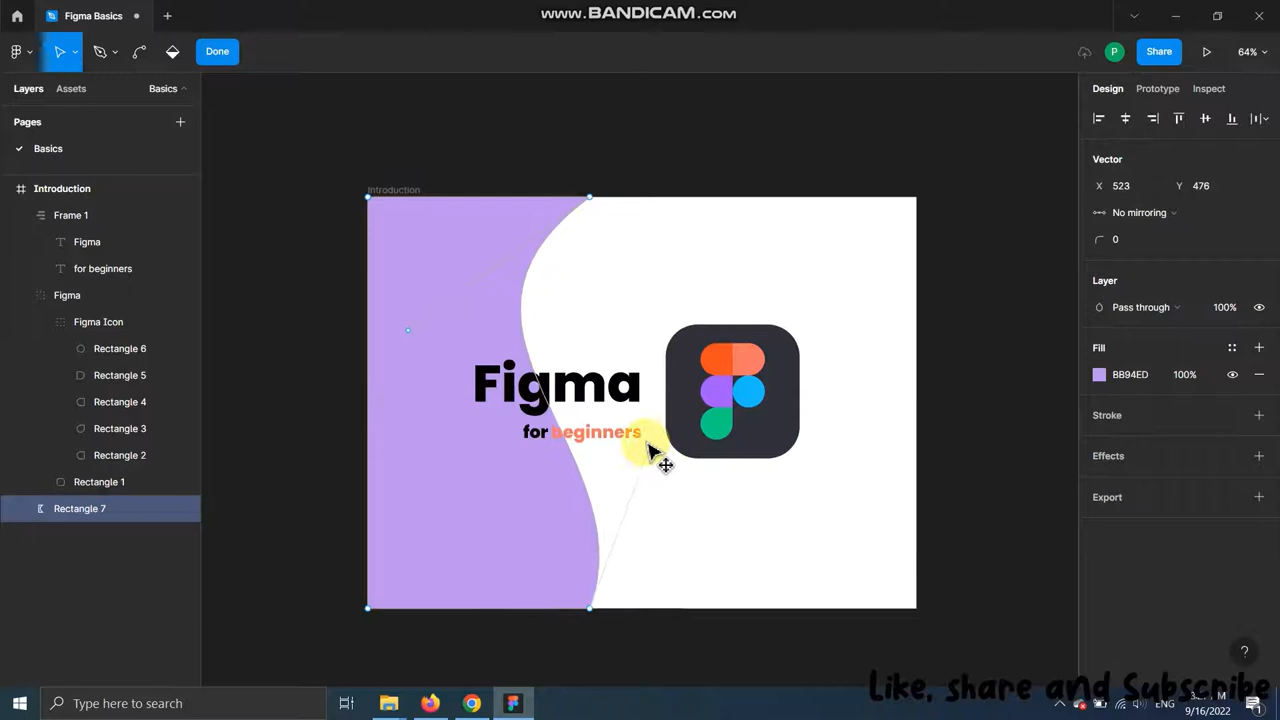 www.BANDICAM.com
Figma Basics
Done
P
Share
64%
Layers
Assets
Basics
Design
Prototype
Inspect
Pages
Basics
Introduction
Frame 1
Figma
for beginners
Figma
Figma Icon
Rectangle 6
Rectangle 5
Rectangle 4
Rectangle 3
Rectangle 2
Rectangle 1
Rectangle 7
Introduction
Figma
for beginners
Vector
X 523 Y 476
No mirroring
0
Layer
Pass through 100%
Fill
BB94ED 100%
Stroke
Effects
Export
?
Like, share and Subscribe
Type here to search
ENG
9/16/2022
1